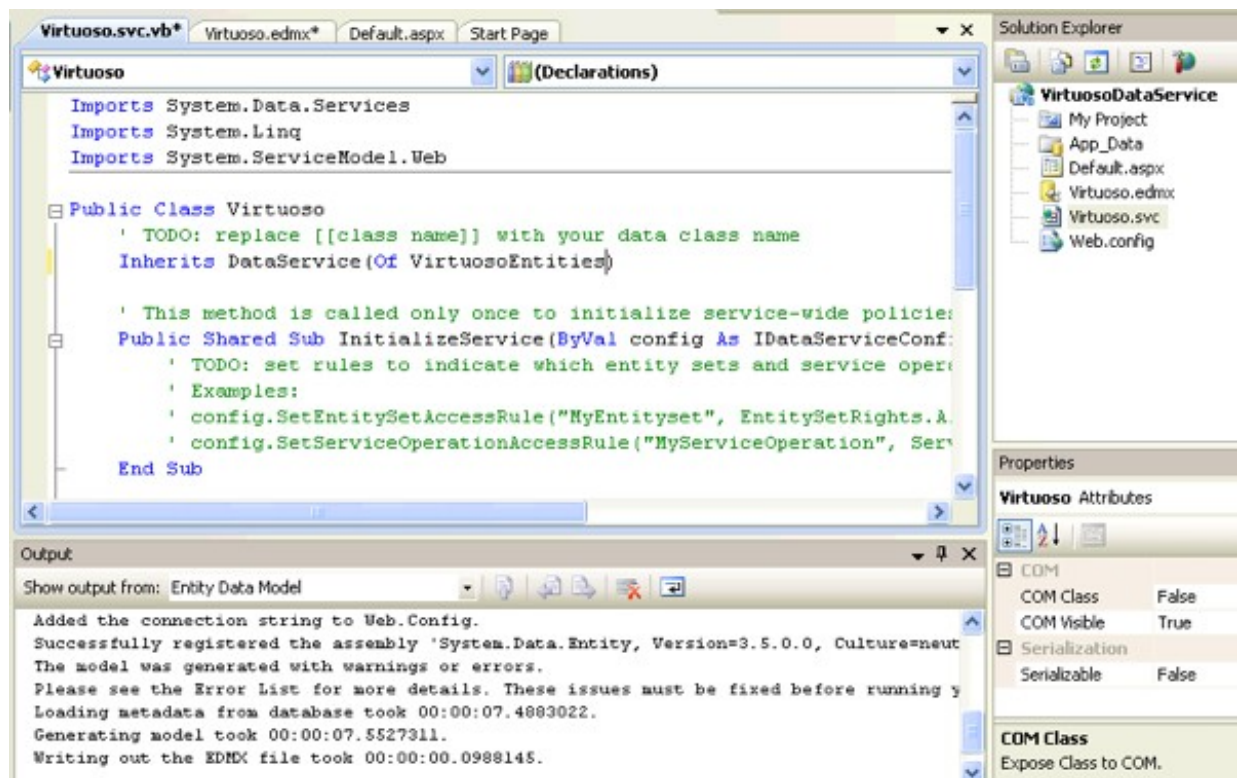 Virtuoso.svc.vb* Virtuoso.edmx* Default.aspx Start Page
Virtuoso (Declarations)
Imports System.Data.Services
Imports System.Linq
Imports System.ServiceModel.Web
Public Class Virtuoso
' TODO: replace [[class name]] with your data class name
Inherits DataService(Of VirtuosoEntities)
' This method is called only once to initialize service-wide policies
Public Shared Sub InitializeService(ByVal config As IDataServiceConf
' TODO: set rules to indicate which entity sets and service oper
' Examples:
' config.SetEntitySetAccessRule("MyEntityset", EntitySetRights.A
' config.SetServiceOperationAccessRule("MyServiceOperation", Serv
End Sub
Output
Show output from: Entity Data Model
Added the connection string to Web.Config.
Successfully registered the assembly 'System.Data.Entity, Version=3.5.0.0, Culture=neut
The model was generated with warnings or errors.
Please see the Error List for more details. These issues must be fixed before running y
Loading metadata from database took 00:00:07.4883022.
Generating model took 00:00:07.5527311.
Writing out the EDMX file took 00:00:00.0988145.
Solution Explorer
VirtuosoDataService
My Project
App_Data
Default.aspx
Virtuoso.edmx
Virtuoso.svc
Web.config
Properties
Virtuoso Attributes
COM
COM Class False
COM Visible True
Serialization
Serializable False
COM Class
Expose Class to COM.